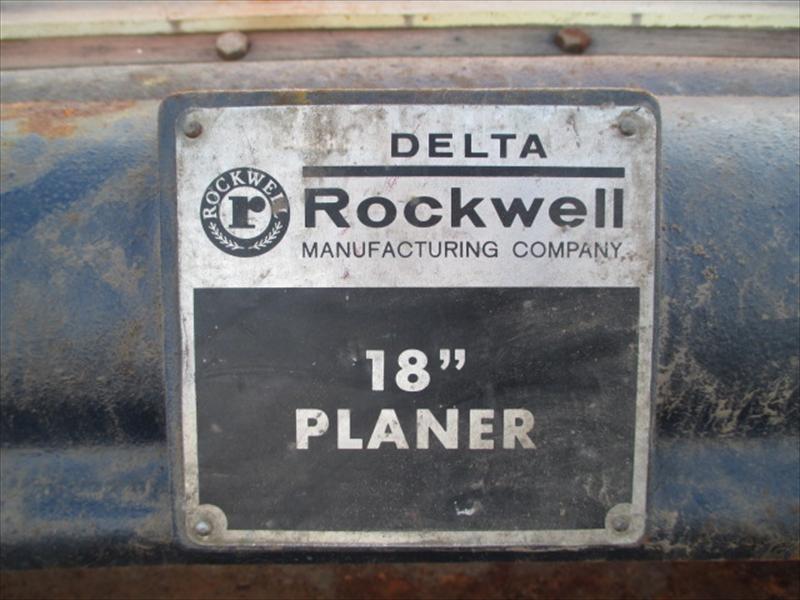 DELTA
ROCKWELL
r
Rockwell
MANUFACTURING COMPANY
18”
PLANER